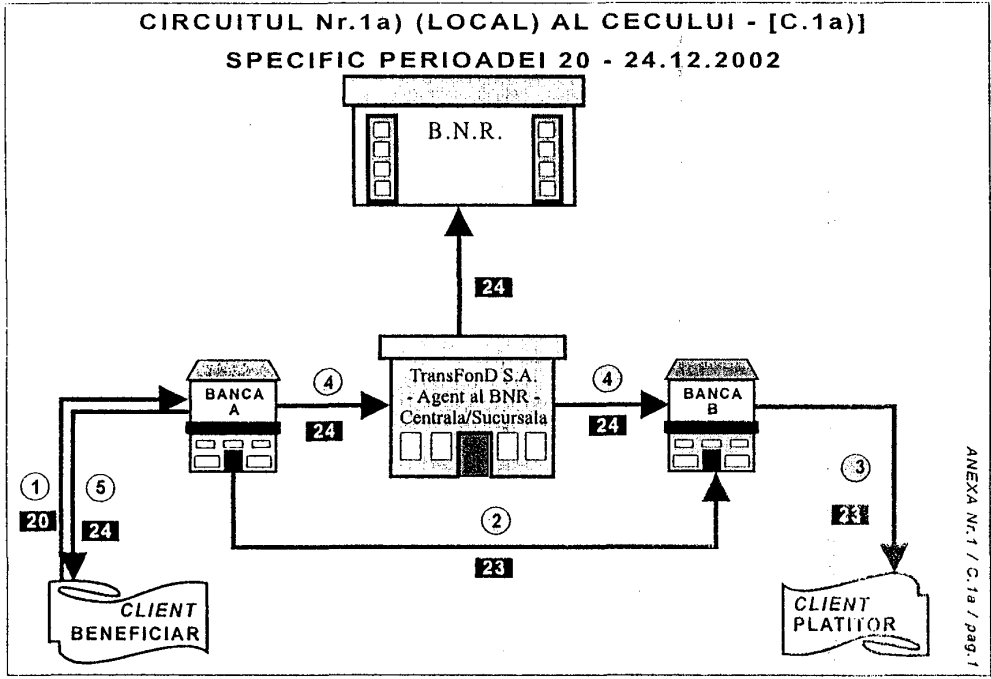 CIRCUITUL Nr.1a) (LOCAL) AL CECULUI - [C.1a)]
SPECIFIC PERIOADEI 20 - 24.12.2002
B.N.R.
24
BANCA
A
4
24
TransFonD S.A.
- Agent al BNR -
Centrala/Sucursala
4
24
BANCA
B
1
20
5
24
2
23
3
23
CLIENT
BENEFICIAR
CLIENT
PLATITOR
ANEXA Nr.1 / C.1a / pag.1